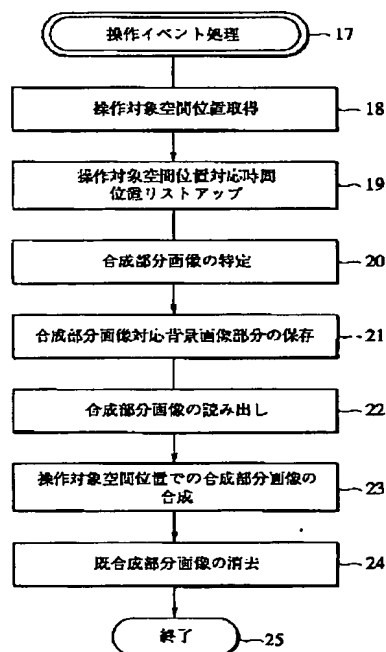 操作イベント処理
17
操作対象空間位置取得
18
操作対象空間位置対応時間
位置リストアップ
19
合成部分画像の特定
20
合成部分画像対応背景画像部分の保存
21
合成部分画像の読み出し
22
操作対象空間位置での合成部分画像の
合成
23
既合成部分画像の消去
24
終了
25